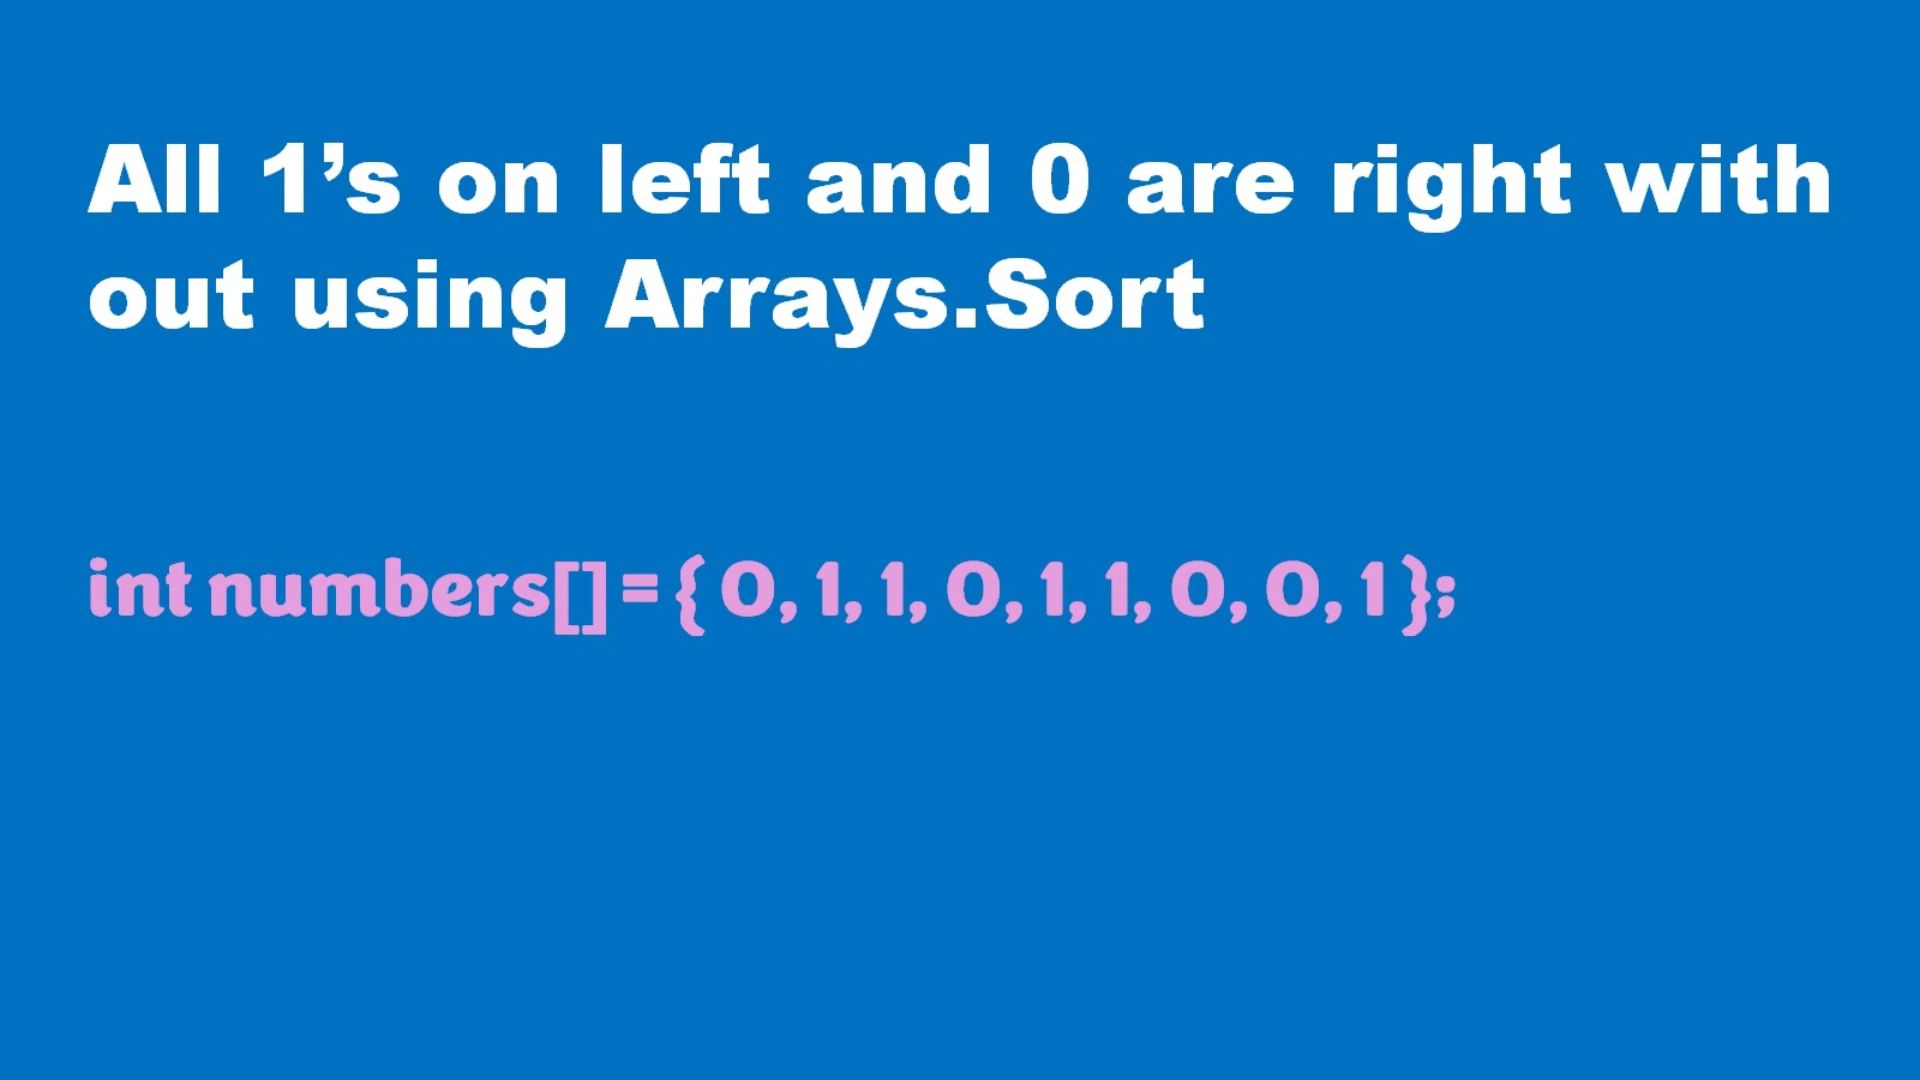 All 1’s on left and 0 are right with
out using Arrays.Sort
int numbers[] = { 0, 1, 1, 0, 1, 1, 0, 0, 1 };